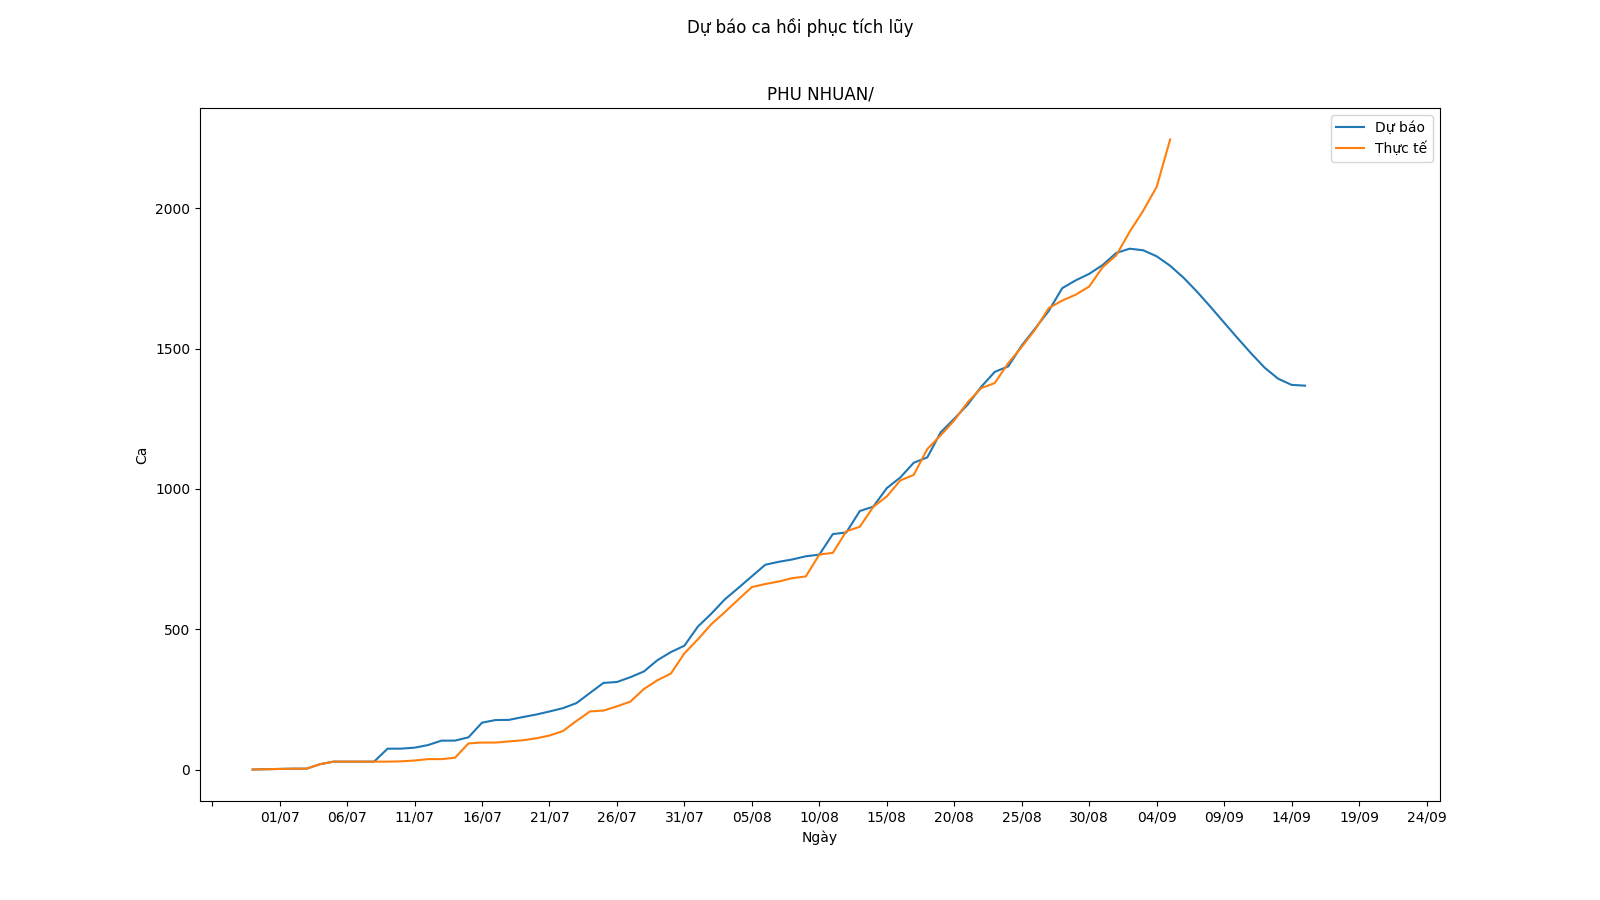 Dự báo ca hồi phục tích lũy
PHU NHUAN/
Dự báo
Thực tế
2000
1500
1000
500
0
Ca
01/07 06/07 11/07 16/07 21/07 26/07 31/07 05/08 10/08 15/08 20/08 25/08 30/08 04/09 09/09 14/09 19/09 24/09
Ngày